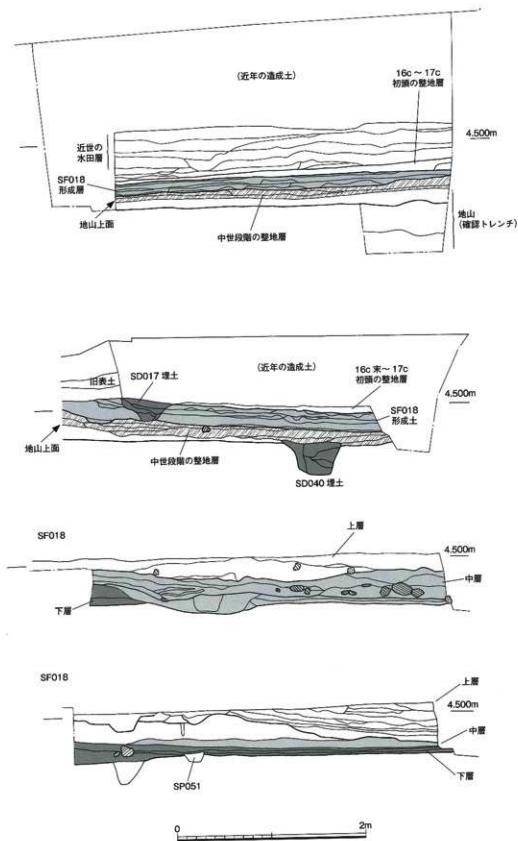 (近年の造成土)
16c～17c
初頭の整地層
4.500m
近世の
水田層
SF018
形成層
地山上面
中世段階の整地層
地山
(確認トレンチ)
(近年の造成土)
旧表土
SD017 埋土
16c 末～17c
初頭の整地層
4.500m
SF018
形成土
地山上面
中世段階の整地層
SD040 埋土
SF018
上層
4.500m
中層
下層
SF018
上層
4.500m
中層
下層
SP051
0
2m